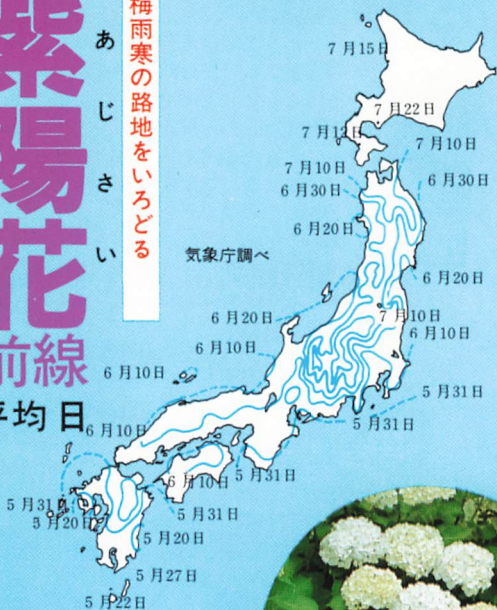 紫陽花
あじさい
前線
平均日
梅雨寒の路地をいろどる
気象庁調べ
7月15日
7月22日
7月12日
7月10日
7月10日
6月30日
6月30日
6月20日
6月20日
6月20日
7月10日
6月10日
6月10日
6月10日
5月31日
5月31日
6月10日
5月31日
6月10日
5月31日
5月31日
5月20日
5月20日
5月27日
5月22日